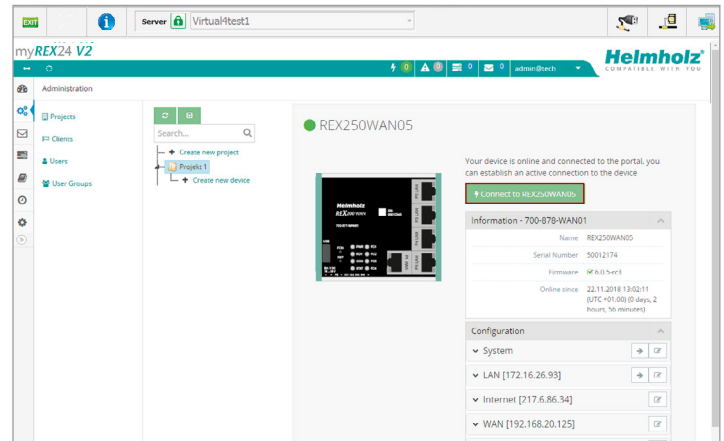 EXIT
Server
Virtual4test1
myREX24 V2
0
0
0
0
admin@tech
Helmholz
COMPATIBLE WITH YOU
Administration
Projects
Clients
Users
User Groups
Search...
Create new project
Projekt 1
Create new device
REX250WAN05
Helmholz
REX200 WAN
Your device is online and connected to the portal, you
can establish an active connection to the device
Connect to REX250WAN05
Information - 700-878-WAN01
Name REX250WAN05
Serial Number 50012174
Firmware
Online since 22.11.2018 13:02:11
(UTC +01:00) (0 days, 2
hours, 56 minutes)
Configuration
System
LAN [172.16.26.93]
Internet [217.6.86.34]
WAN [192.168.20.125]